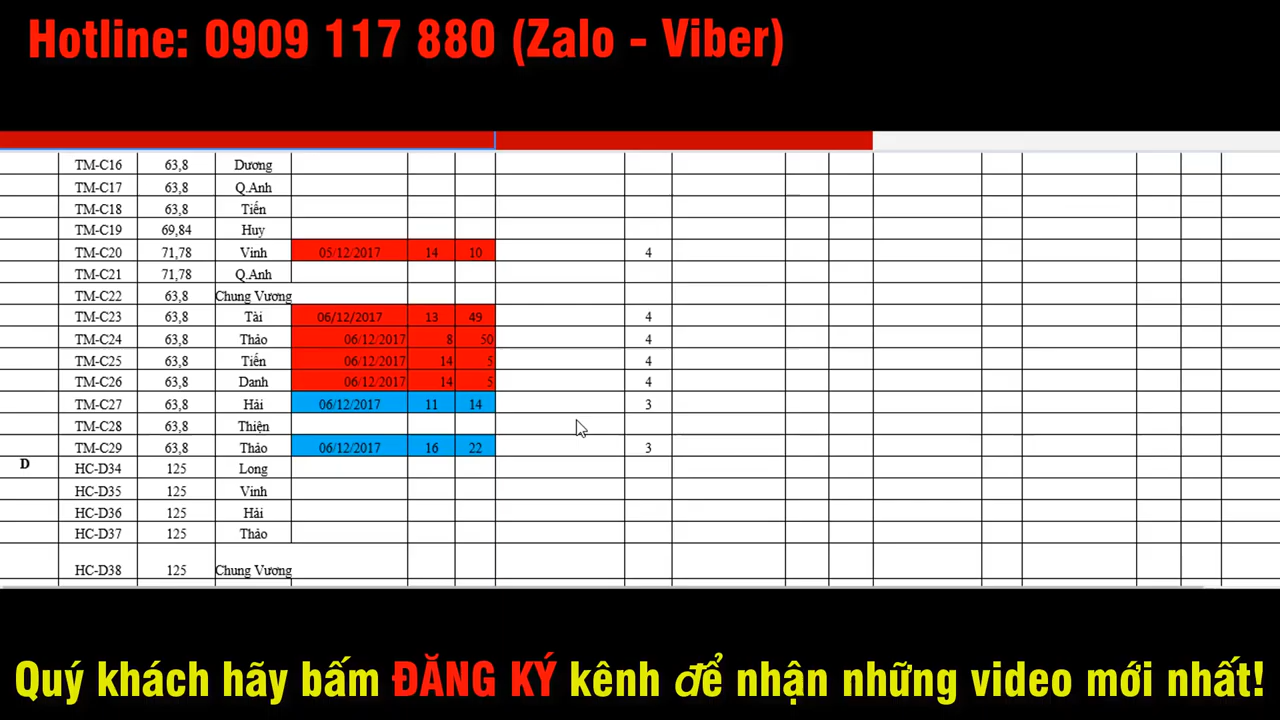 Hotline: 0909 117 880 (Zalo - Viber)
TM-C16 63,8 Dương
TM-C17 63,8 Q.Anh
TM-C18 63,8 Tiến
TM-C19 69,84 Huy
TM-C20 71,78 Vinh 05/12/2017 14 10 4
TM-C21 71,78 Q.Anh
TM-C22 63,8 Chung Vương
TM-C23 63,8 Tài 06/12/2017 13 49 4
TM-C24 63,8 Thảo 06/12/2017 8 50 4
TM-C25 63,8 Tiến 06/12/2017 14 5 4
TM-C26 63,8 Danh 06/12/2017 14 5 4
TM-C27 63,8 Hải 06/12/2017 11 14 3
TM-C28 63,8 Thiện
TM-C29 63,8 Thảo 06/12/2017 16 22 3
D HC-D34 125 Long
HC-D35 125 Vinh
HC-D36 125 Hải
HC-D37 125 Thảo
HC-D38 125 Chung Vương
Quý khách hãy bấm ĐĂNG KÝ kênh để nhận những video mới nhất!